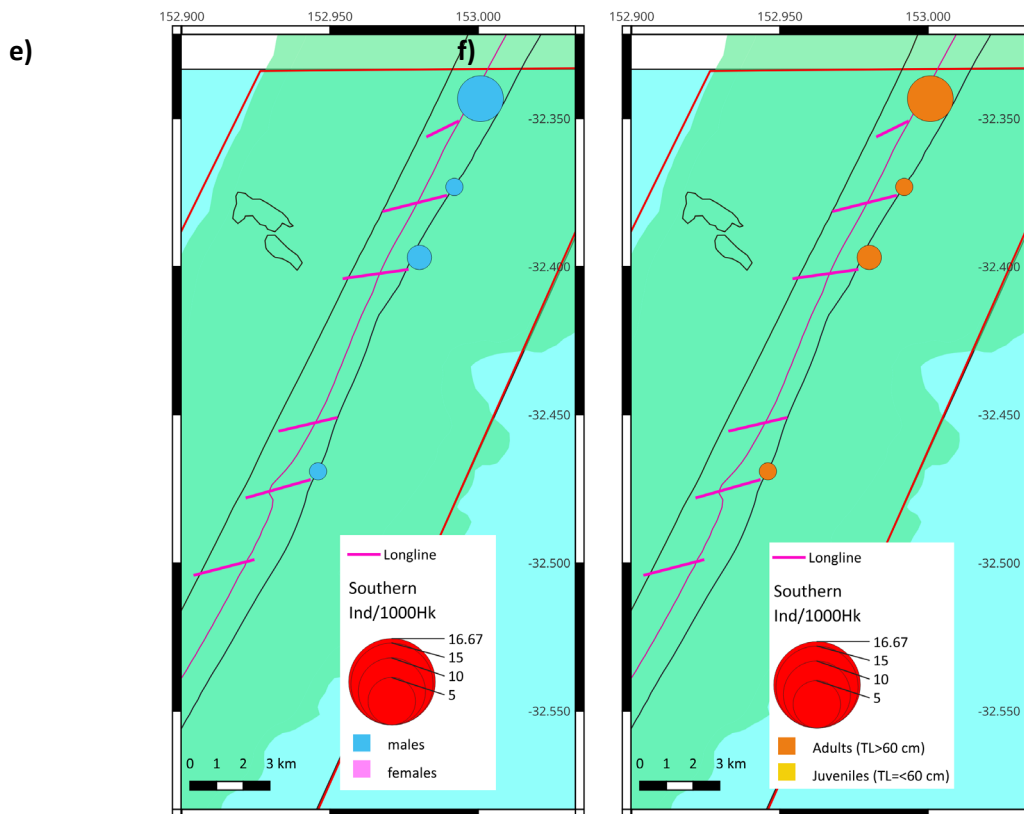 e)
152.900 152.950 153.000
-32.350
-32.400
-32.450
-32.500
-32.550
Longline
Southern
Ind/1000Hk
16.67
15
10
5
males
females
0 1 2 3 km
f)
152.900 152.950 153.000
-32.350
-32.400
-32.450
-32.500
-32.550
Longline
Southern
Ind/1000Hk
16.67
15
10
5
Adults (TL>60 cm)
Juveniles (TL=<60 cm)
0 1 2 3 km